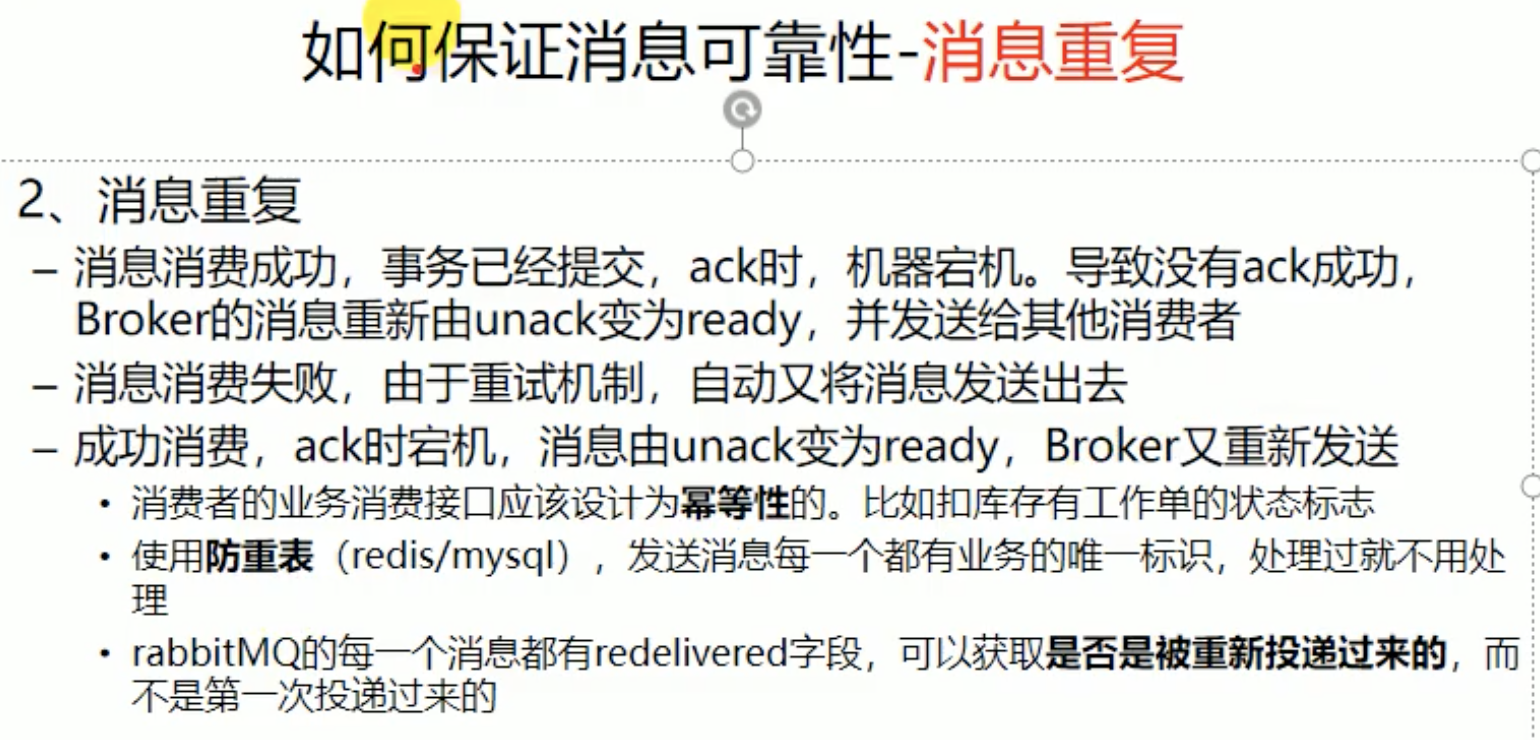 如何保证消息可靠性-消息重复
2、消息重复
– 消息消费成功，事务已经提交，ack时，机器宕机。导致没有ack成功，
Broker的消息重新由unack变为ready，并发送给其他消费者
– 消息消费失败，由于重试机制，自动又将消息发送出去
– 成功消费，ack时宕机，消息由unack变为ready，Broker又重新发送
• 消费者的业务消费接口应该设计为幂等性的。比如扣库存有工作单的状态标志
• 使用防重表（redis/mysql），发送消息每一个都有业务的唯一标识，处理过就不用处
理
• rabbitMQ的每一个消息都有redelivered字段，可以获取是否是被重新投递过来的，而
不是第一次投递过来的